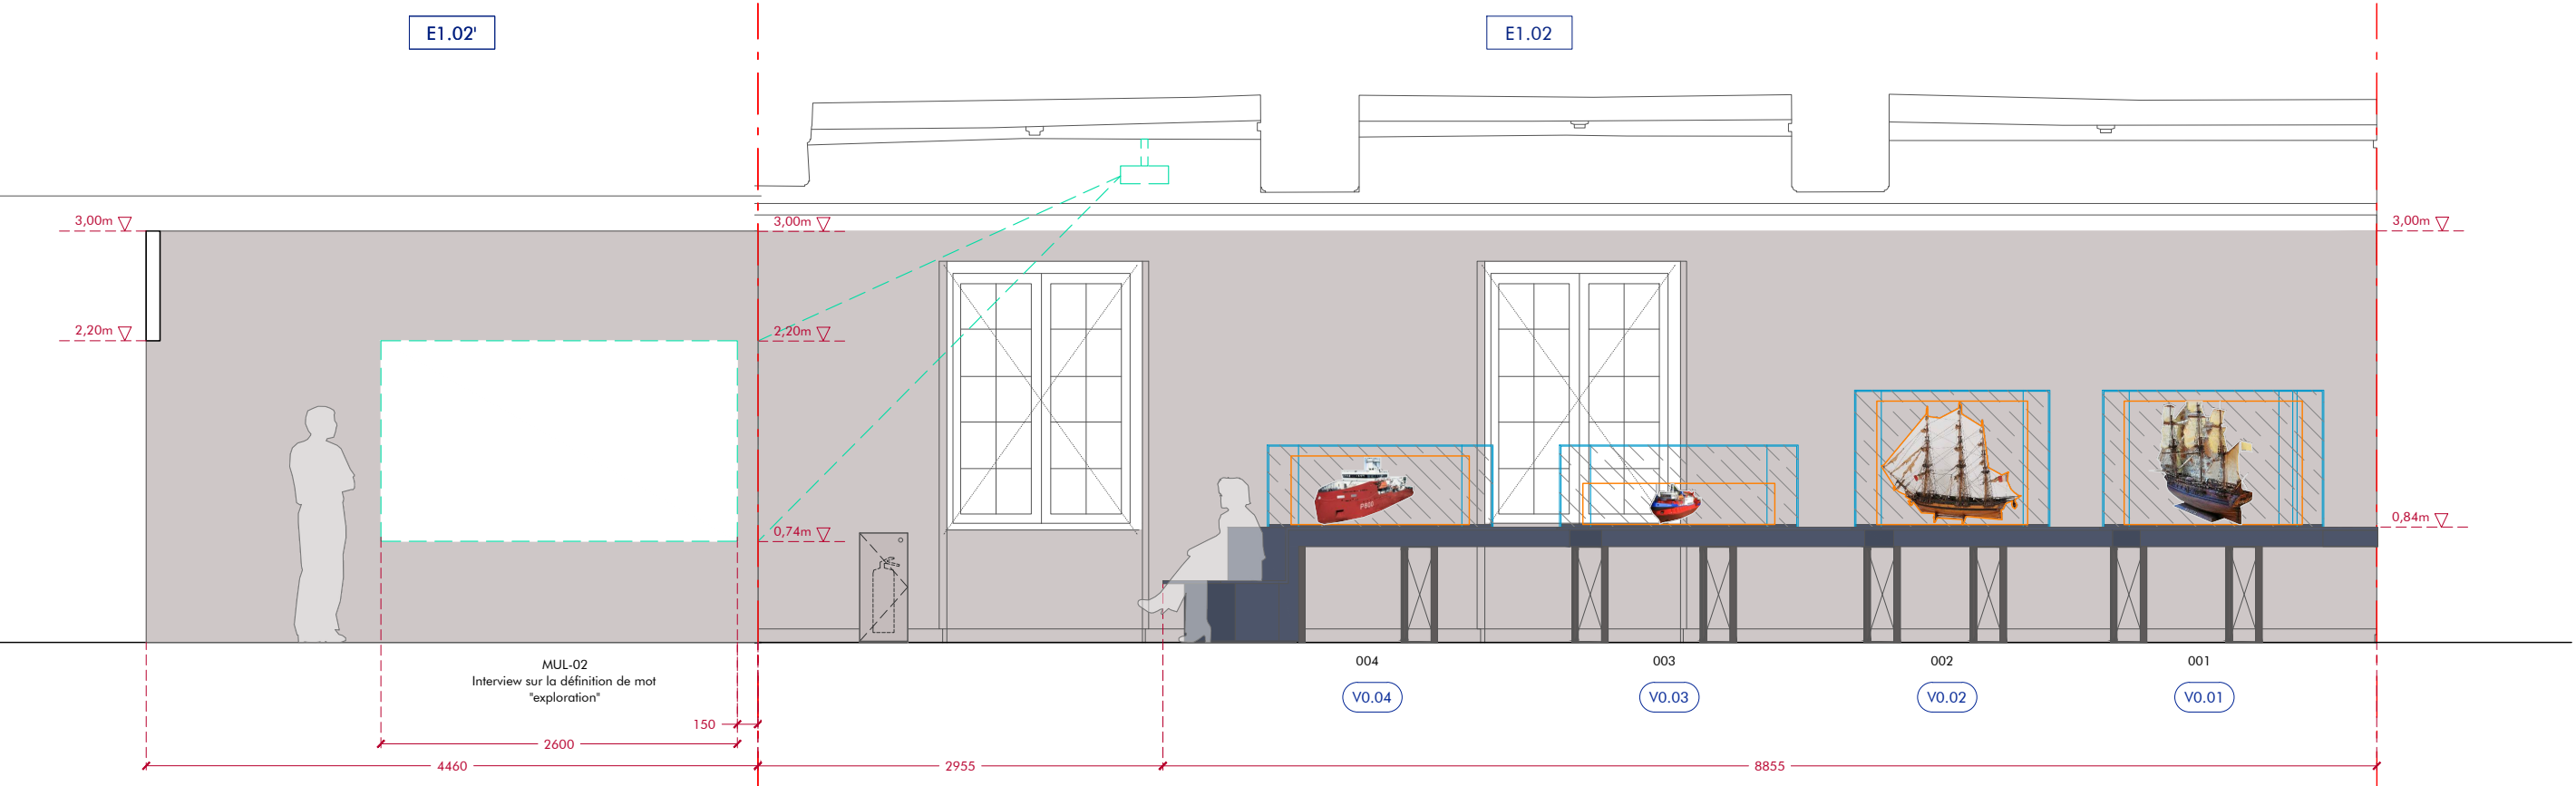 E1.02'
E1.02
3,00m
3,00m
3,00m
2,20m
2,20m
0,74m
0,84m
P800
MUL-02
Interview sur la définition de mot
"exploration"
004
003
002
001
V0.04
V0.03
V0.02
V0.01
150
2600
4460
2955
8855